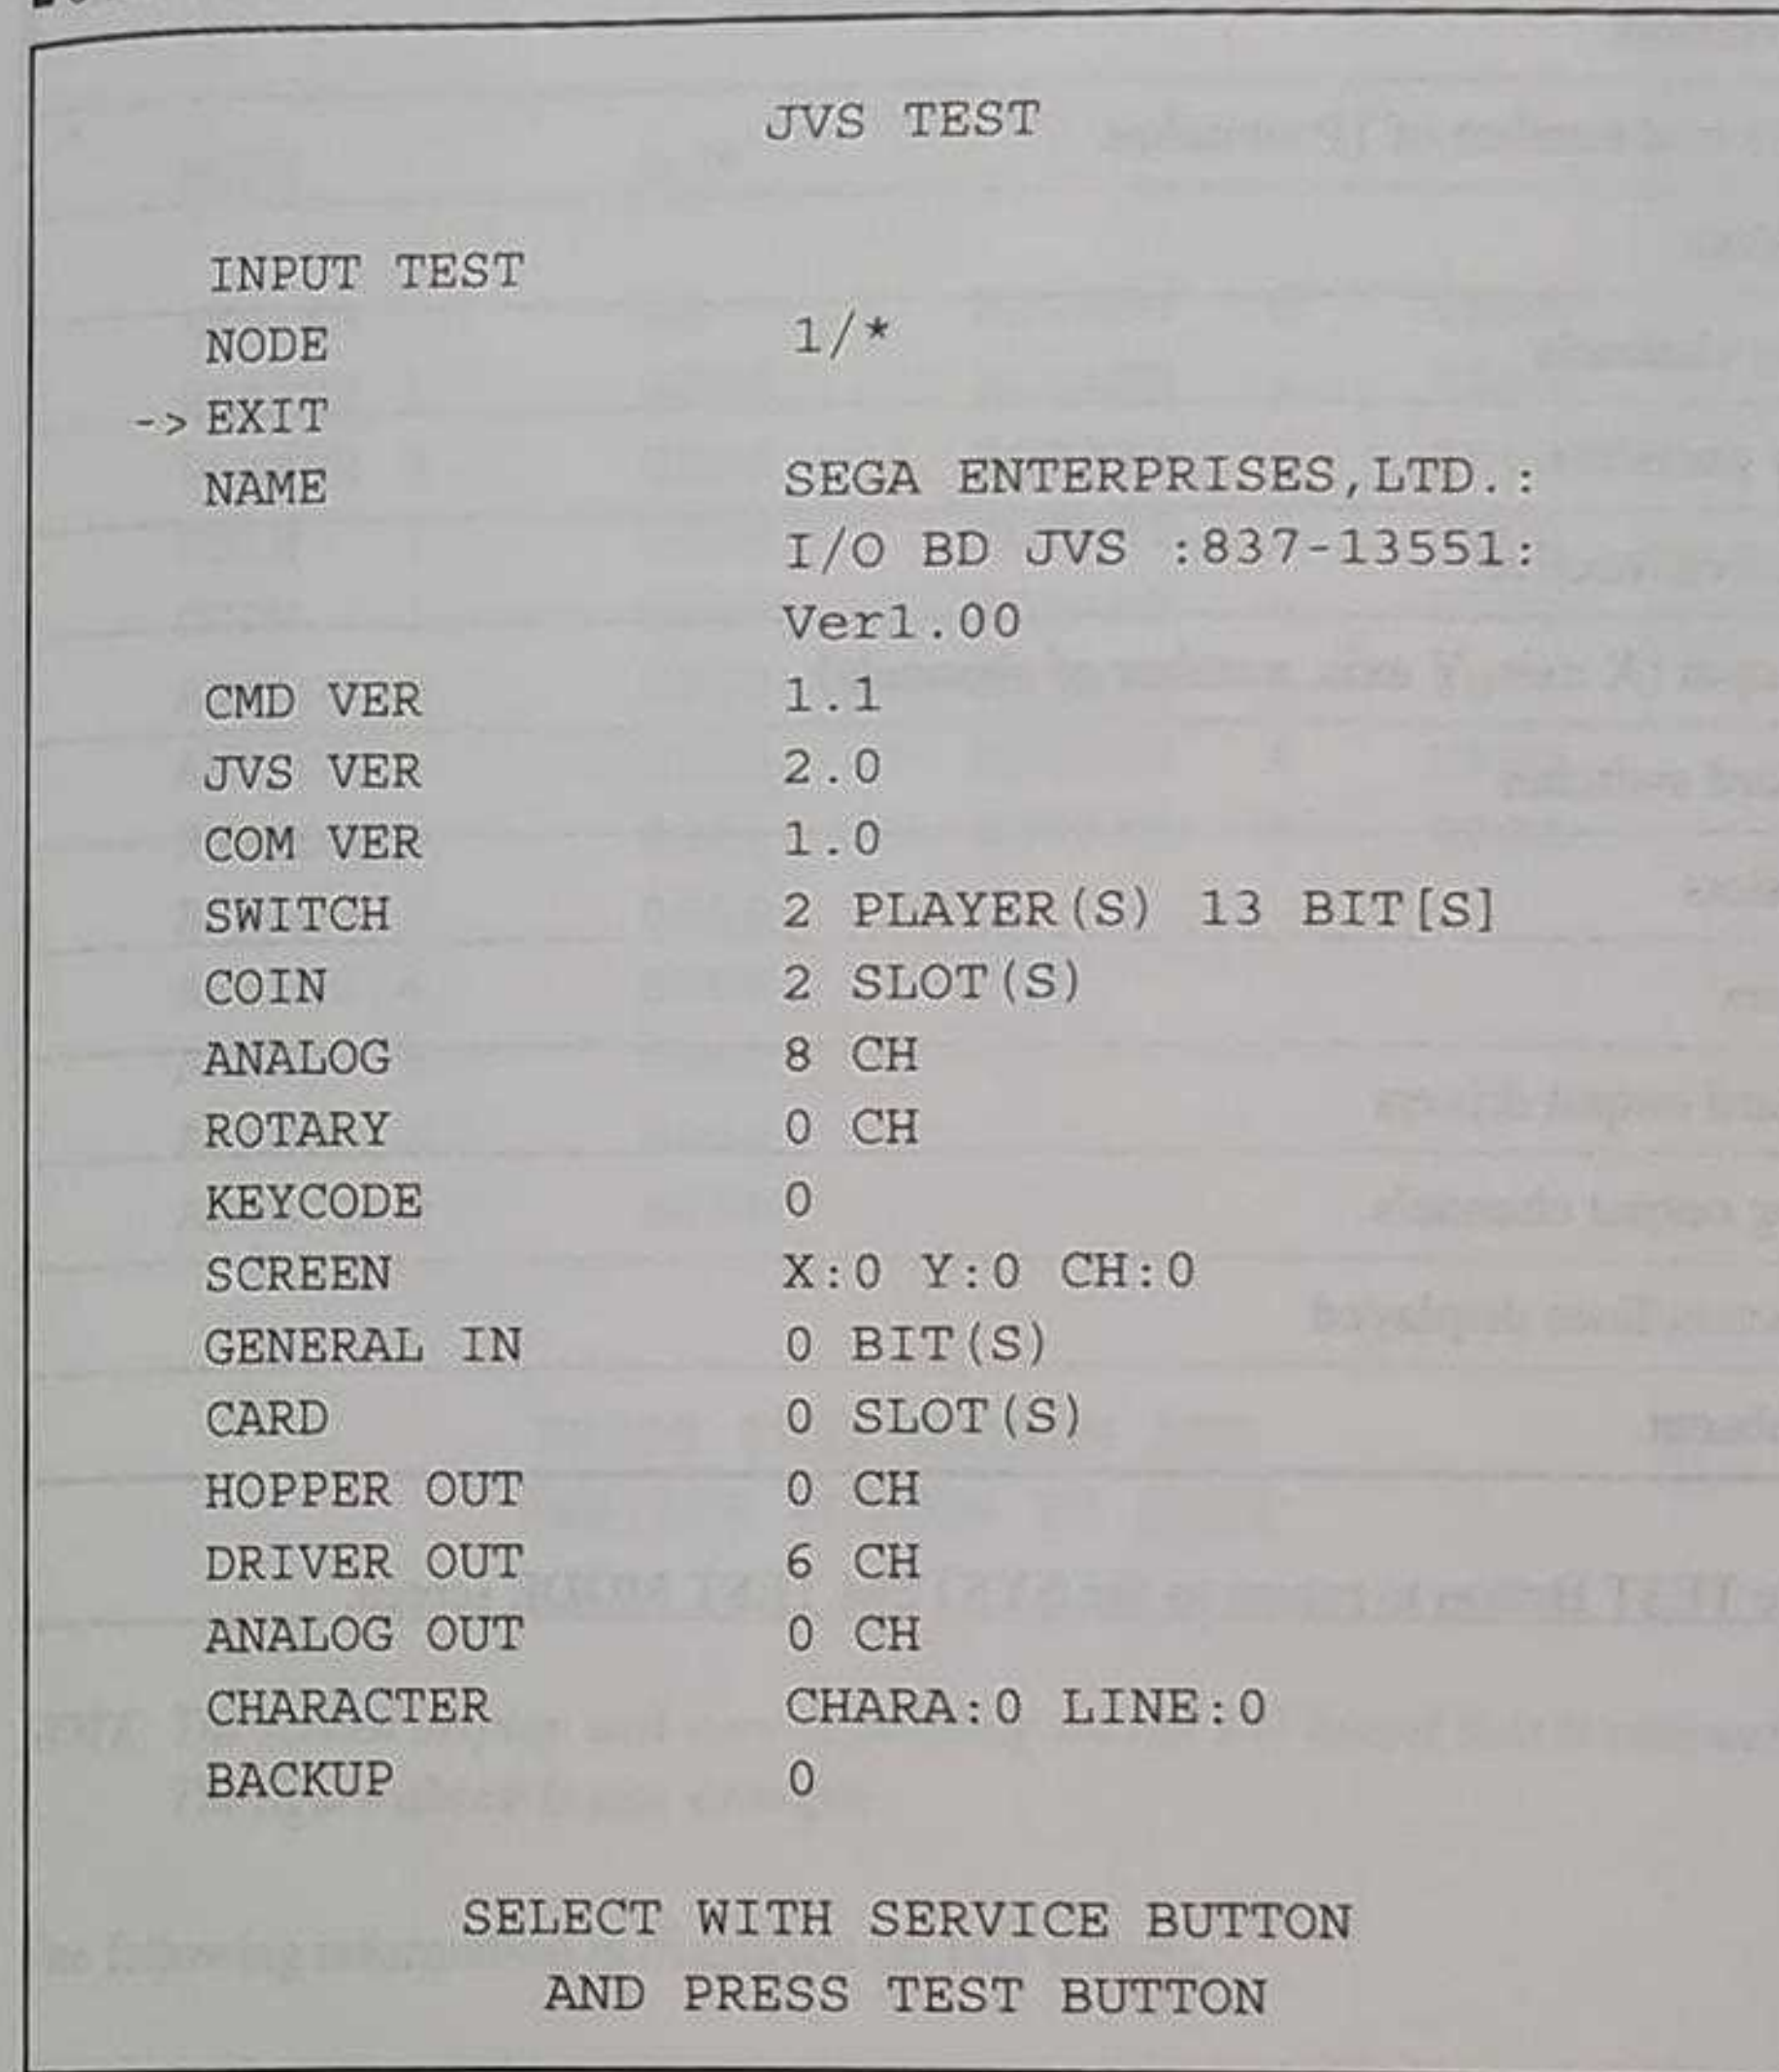 JVS TEST
INPUT TEST
NODE 1/*
-> EXIT
NAME SEGA ENTERPRISES,LTD.:
I/O BD JVS :837-13551:
Ver1.00
CMD VER 1.1
JVS VER 2.0
COM VER 1.0
SWITCH 2 PLAYER(S) 13 BIT[S]
COIN 2 SLOT(S)
ANALOG 8 CH
ROTARY 0 CH
KEYCODE 0
SCREEN X:0 Y:0 CH:0
GENERAL IN 0 BIT(S)
CARD 0 SLOT(S)
HOPPER OUT 0 CH
DRIVER OUT 6 CH
ANALOG OUT 0 CH
CHARACTER CHARA:0 LINE:0
BACKUP 0
SELECT WITH SERVICE BUTTON
AND PRESS TEST BUTTON